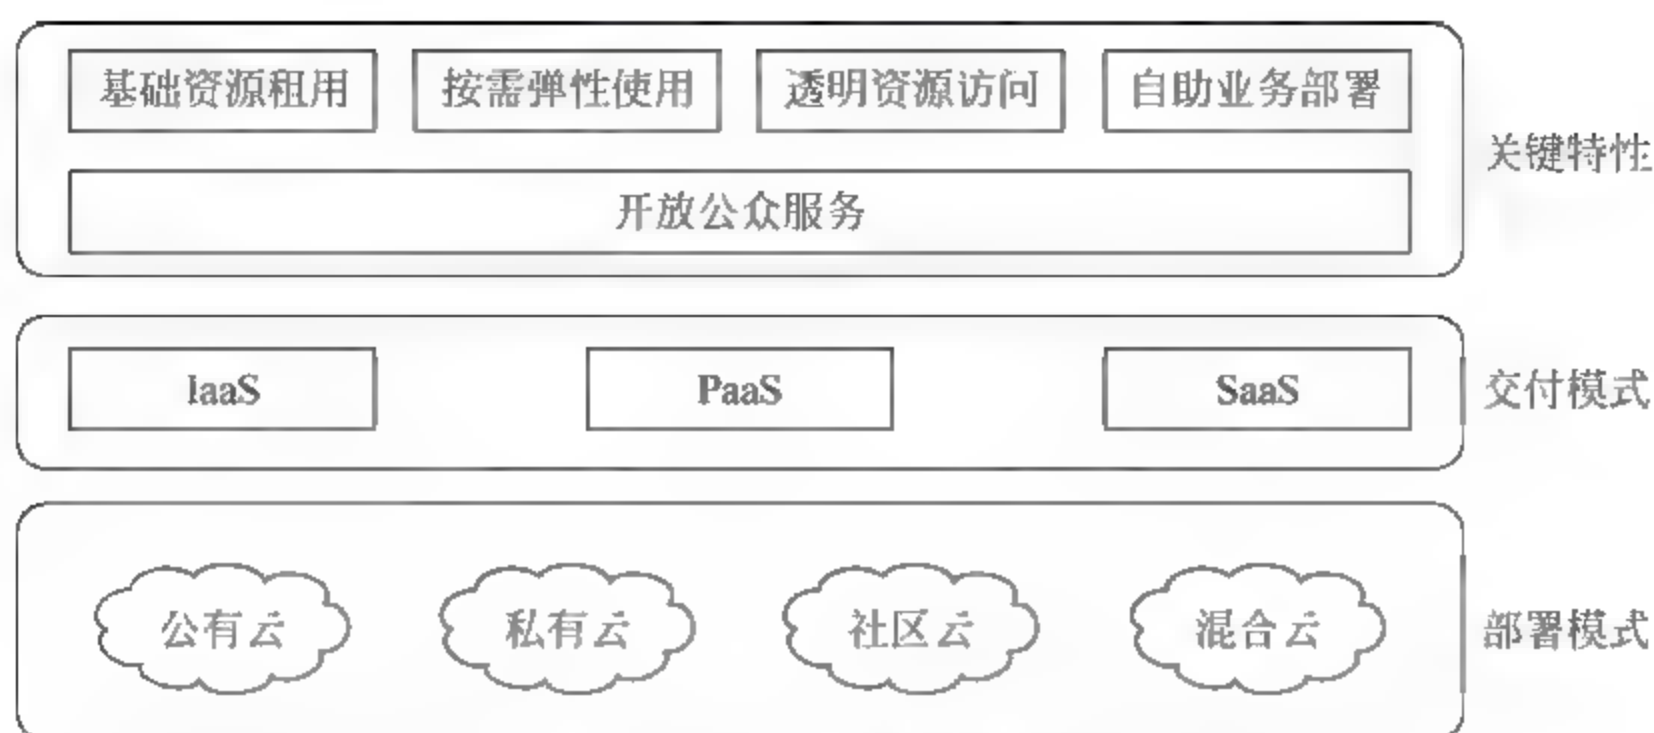 基础资源租用 按需弹性使用 透明资源访问 自助业务部署
关键特性
开放公众服务
IaaS PaaS SaaS 交付模式
公有云 私有云 社区云 混合云 部署模式